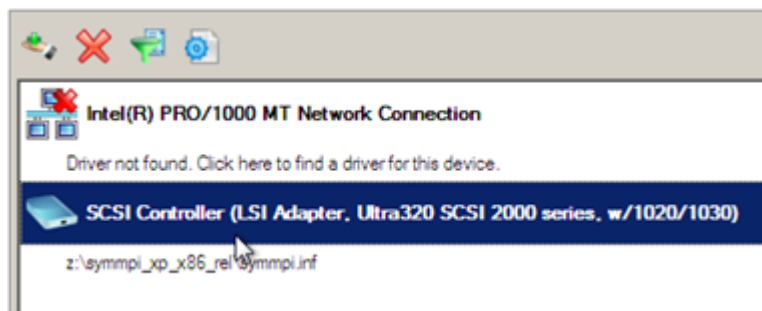 Intel(R) PRO/1000 MT Network Connection
Driver not found. Click here to find a driver for this device.
SCSI Controller (LSI Adapter, Ultra320 SCSI 2000 series, w/1020/1030)
z:\symmpi_xp_x86_rel\symmpi.inf